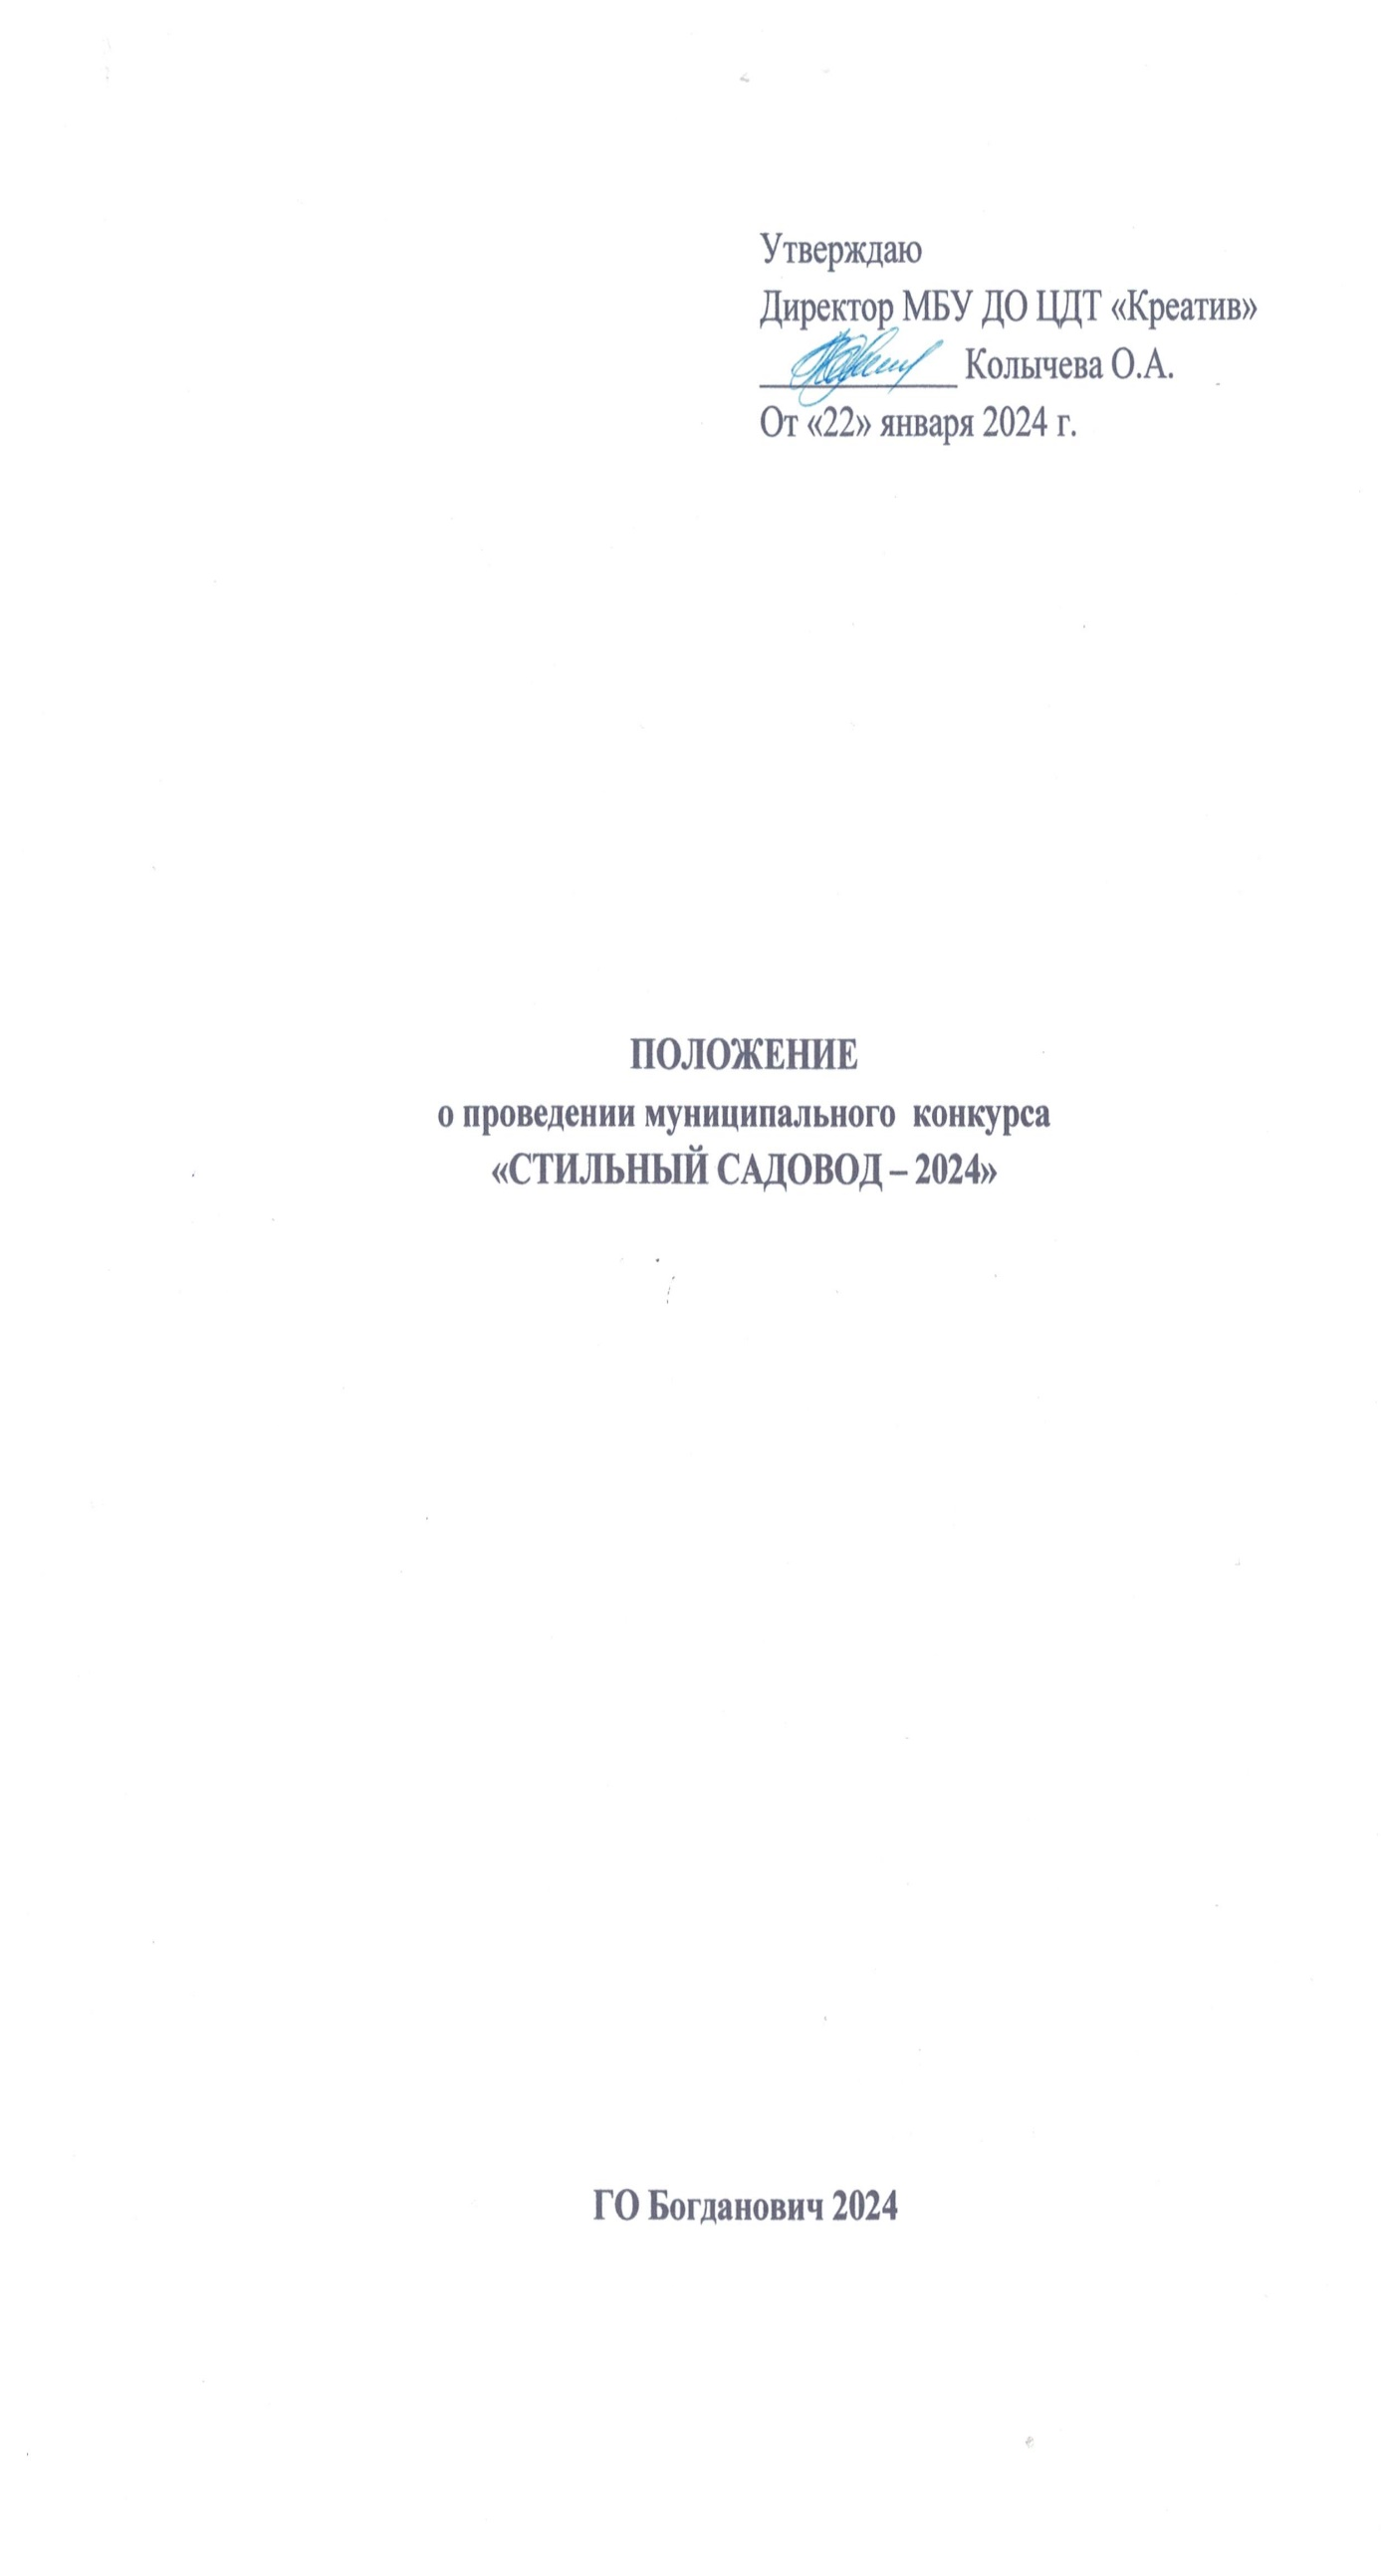 Утверждаю
Директор МБУ ДО ЦДТ «Креатив»
__________ Колычева О.А.
От «22» января 2024 г.
ПОЛОЖЕНИЕ
о проведении муниципального конкурса
«СТИЛЬНЫЙ САДОВОД – 2024»
ГО Богданович 2024